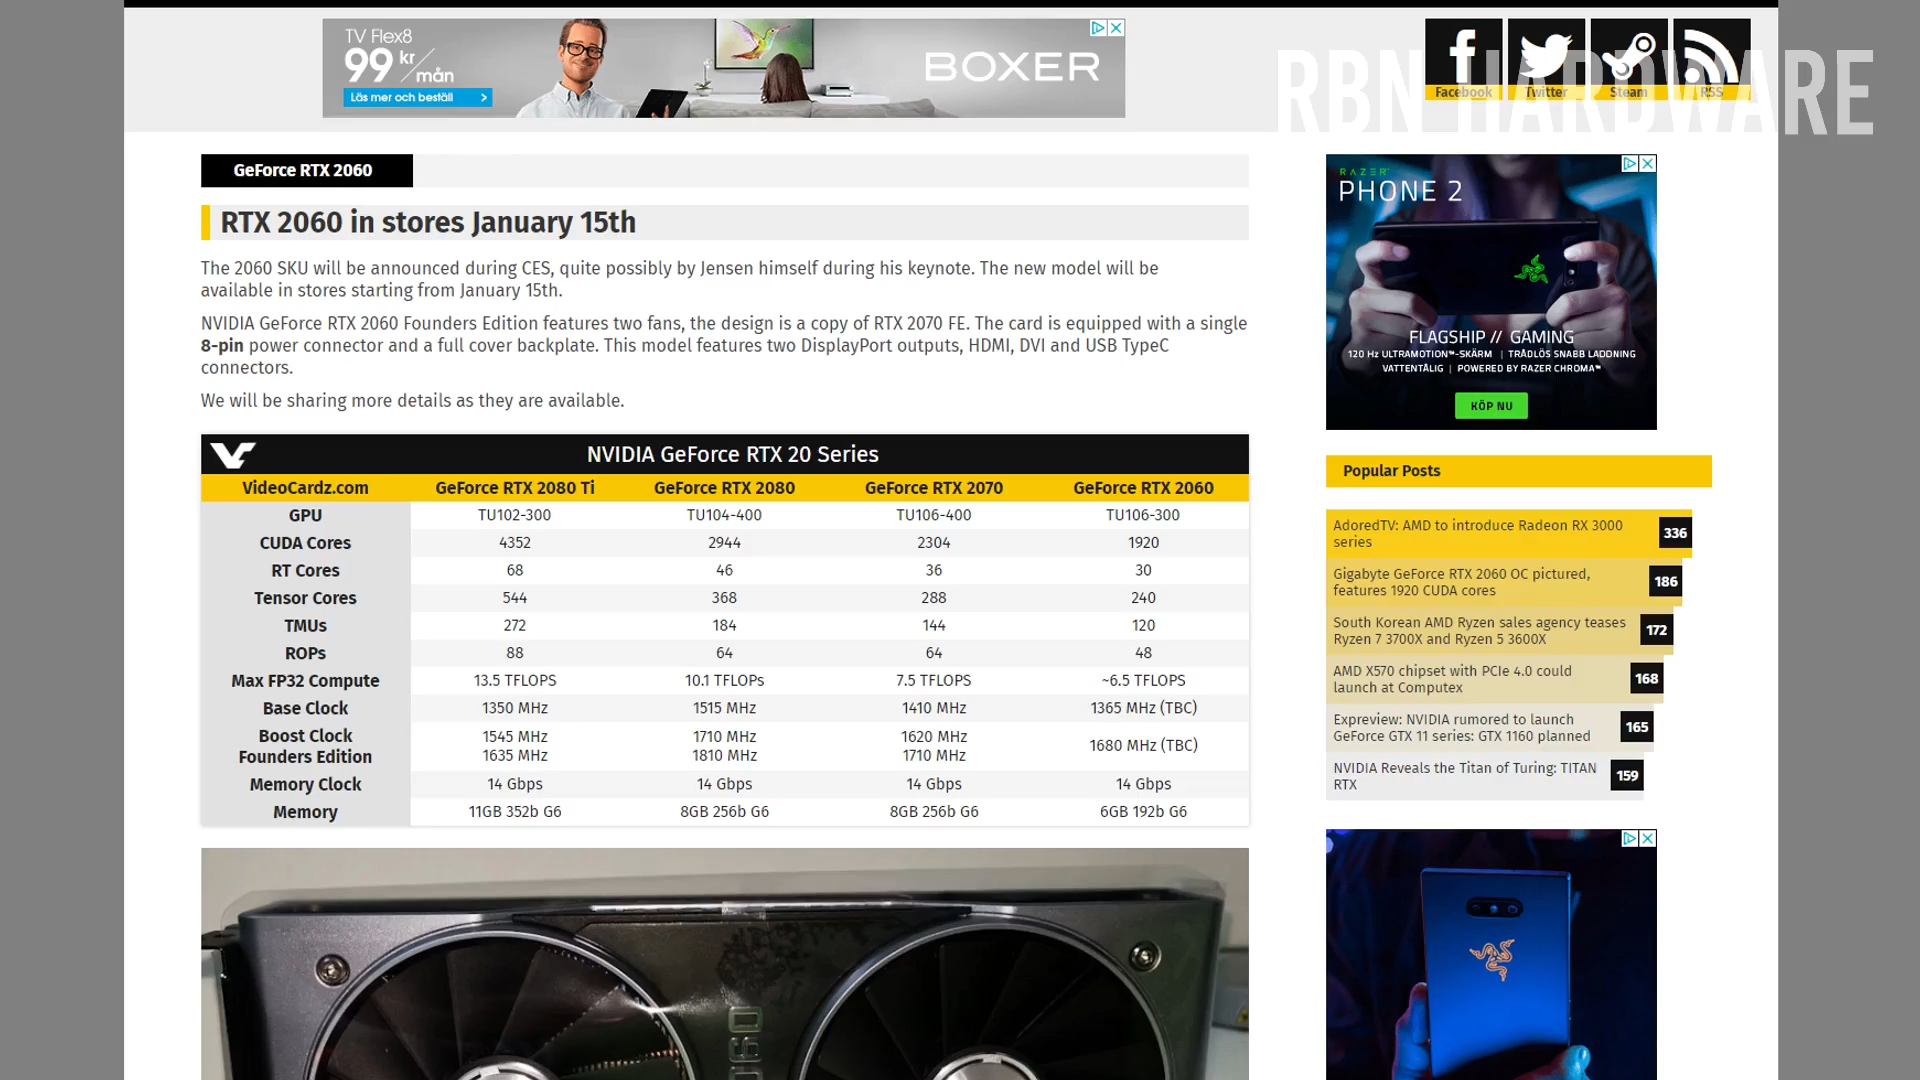 TV Flex8
99 kr/mån
Läs mer och beställ >
BOXER
Facebook
Twitter
Steam
RSS
RBN HARDWARE
GeForce RTX 2060
RTX 2060 in stores January 15th
The 2060 SKU will be announced during CES, quite possibly by Jensen himself during his keynote. The new model will be
available in stores starting from January 15th.
NVIDIA GeForce RTX 2060 Founders Edition features two fans, the design is a copy of RTX 2070 FE. The card is equipped with a single
8-pin power connector and a full cover backplate. This model features two DisplayPort outputs, HDMI, DVI and USB TypeC
connectors.
We will be sharing more details as they are available.
NVIDIA GeForce RTX 20 Series
VideoCardz.com GeForce RTX 2080 Ti GeForce RTX 2080 GeForce RTX 2070 GeForce RTX 2060
GPU TU102-300 TU104-400 TU106-400 TU106-300
CUDA Cores 4352 2944 2304 1920
RT Cores 68 46 36 30
Tensor Cores 544 368 288 240
TMUs 272 184 144 120
ROPs 88 64 64 48
Max FP32 Compute 13.5 TFLOPS 10.1 TFLOPs 7.5 TFLOPS ~6.5 TFLOPS
Base Clock 1350 MHz 1515 MHz 1410 MHz 1365 MHz (TBC)
Boost Clock 1545 MHz 1710 MHz 1620 MHz 1680 MHz (TBC)
Founders Edition 1635 MHz 1810 MHz 1710 MHz
Memory Clock 14 Gbps 14 Gbps 14 Gbps 14 Gbps
Memory 11GB 352b G6 8GB 256b G6 8GB 256b G6 6GB 192b G6
RAZER
PHONE 2
FLAGSHIP // GAMING
120 Hz ULTRAMOTION™-SKÄRM | TRÅDLÖS SNABB LADDNING
VATTENTÅLIG | POWERED BY RAZER CHROMA™
KÖP NU
Popular Posts
AdoredTV: AMD to introduce Radeon RX 3000
series
336
Gigabyte GeForce RTX 2060 OC pictured,
features 1920 CUDA cores
186
South Korean AMD Ryzen sales agency teases
Ryzen 7 3700X and Ryzen 5 3600X
172
AMD X570 chipset with PCIe 4.0 could
launch at Computex
168
Expreview: NVIDIA rumored to launch
GeForce GTX 11 series: GTX 1160 planned
165
NVIDIA Reveals the Titan of Turing: TITAN
RTX
159